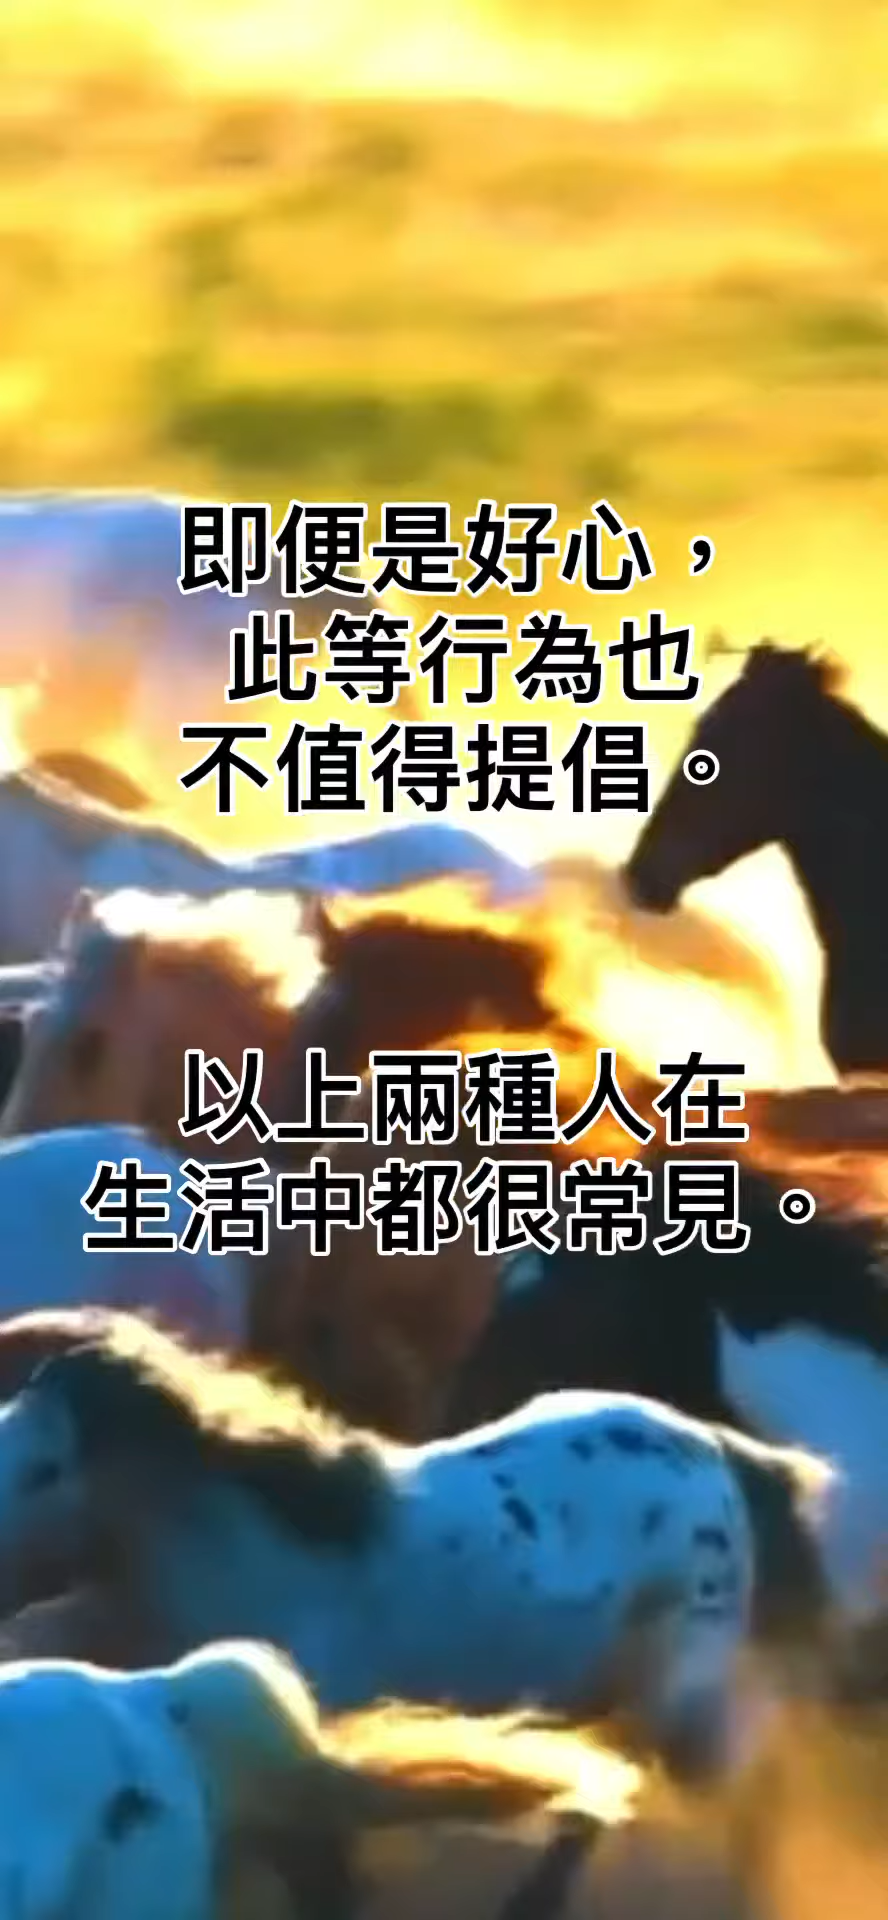 即便是好心，
此等行為也
不值得提倡。
以上兩種人在
生活中都很常見。